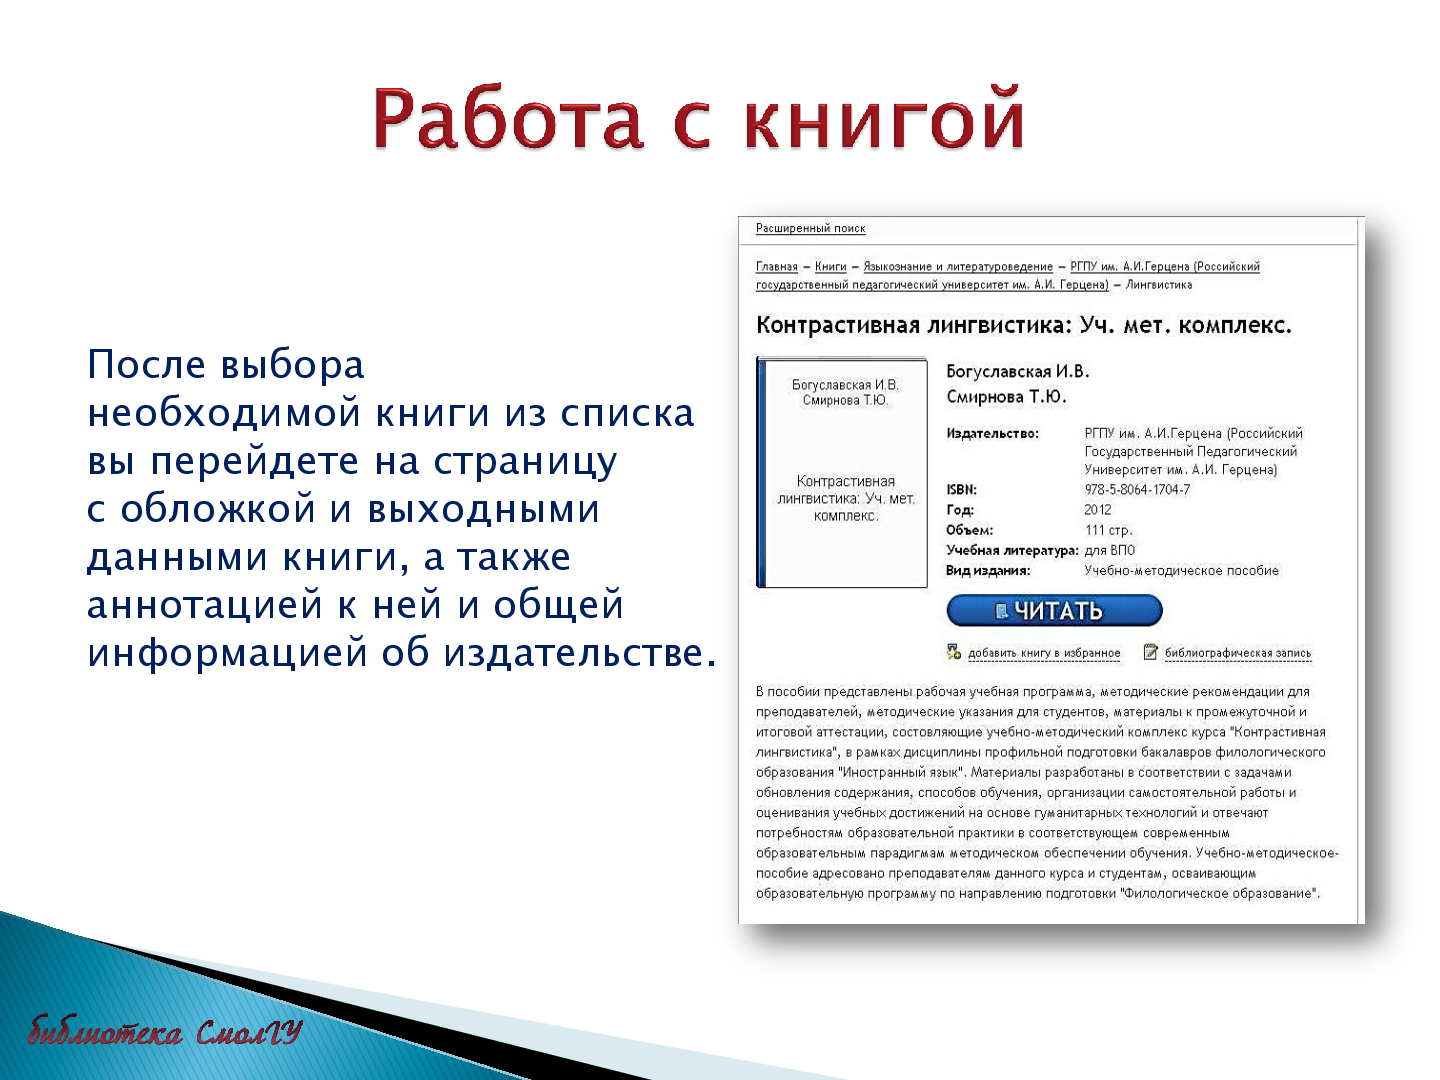 Работа с книгой
После выбора
необходимой книги из списка
вы перейдете на страницу
с обложкой и выходными
данными книги, а также
аннотацией к ней и общей
информацией об издательстве.
Расширенный поиск
Главная – Книги – Языкознание и литературоведение – РГПУ им. А.И.Герцена (Российский
государственный педагогический университет им. А.И. Герцена) – Лингвистика
Контрастивная лингвистика: Уч. мет. комплекс.
Богуславская И.В.
Смирнова Т.Ю.
Контрастивная
лингвистика: Уч. мет.
комплекс.
Богуславская И.В.
Смирнова Т.Ю.
Издательство: РГПУ им. А.И.Герцена (Российский
Государственный Педагогический
Университет им. А.И. Герцена)
ISBN: 978-5-8064-1704-7
Год: 2012
Объем: 111 стр.
Учебная литература: для ВПО
Вид издания: Учебно-методическое пособие
ЧИТАТЬ
добавить книгу в избранное библиографическая запись
В пособии представлены рабочая учебная программа, методические рекомендации для
преподавателей, методические указания для студентов, материалы к промежуточной и
итоговой аттестации, состовляющие учебно-методический комплекс курса "Контрастивная
лингвистика", в рамках дисциплины профильной подготовки бакалавров филологического
образования "Иностранный язык". Материалы разработаны в соответствии с задачами
обновления содержания, способов обучения, организации самостоятельной работы и
оценивания учебных достижений на основе гуманитарных технологий и отвечают
потребностям образовательной практики в соответствующем современным
образовательным парадигмам методическом обеспечении обучения. Учебно-методическое-
пособие адресовано преподавателям данного курса и студентам, осваивающим
образовательную программу по направлению подготовки "Филологическое образование".
библиотека СмолГУ